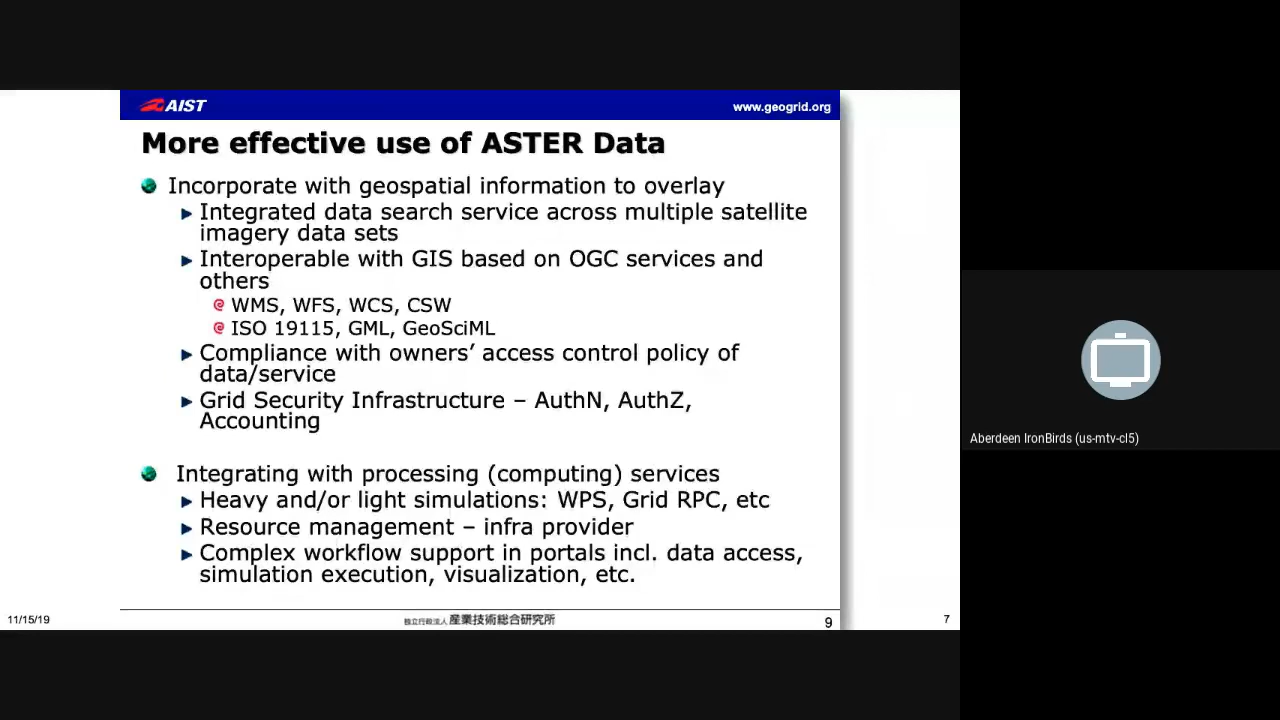 AIST
www.geogrid.org
More effective use of ASTER Data
Incorporate with geospatial information to overlay
Integrated data search service across multiple satellite
imagery data sets
Interoperable with GIS based on OGC services and
others
WMS, WFS, WCS, CSW
ISO 19115, GML, GeoSciML
Compliance with owners’ access control policy of
data/service
Grid Security Infrastructure – AuthN, AuthZ,
Accounting
Integrating with processing (computing) services
Heavy and/or light simulations: WPS, Grid RPC, etc
Resource management – infra provider
Complex workflow support in portals incl. data access,
simulation execution, visualization, etc.
11/15/19
独立行政法人 産業技術総合研究所
9
7
Aberdeen IronBirds (us-mtv-cl5)